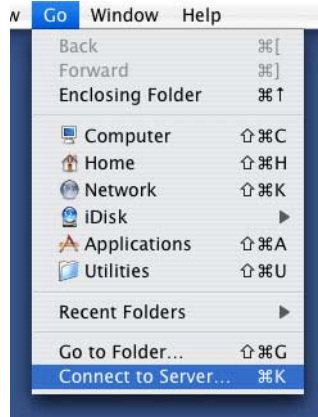 w Go Window Help
Back ⌘[
Forward ⌘]
Enclosing Folder ⌘↑
Computer ⇧⌘C
Home ⇧⌘H
Network ⇧⌘K
iDisk ▶
Applications ⇧⌘A
Utilities ⇧⌘U
Recent Folders ▶
Go to Folder... ⇧⌘G
Connect to Server... ⌘K